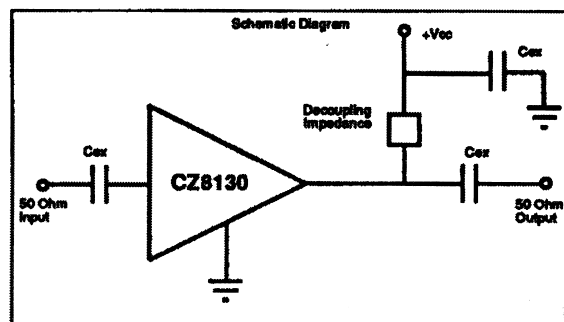 Schematic Diagram
+Vcc
Cex
Decoupling
Impedance
Cex
CZ8130
Cex
50 Ohm
Input
50 Ohm
Output